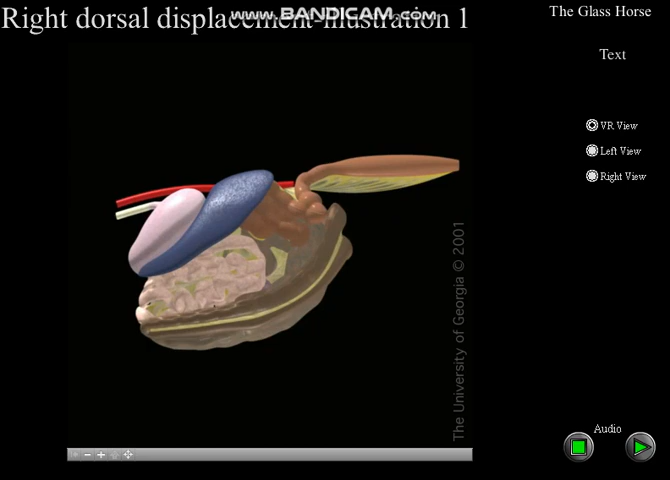 Right dorsal displacement-illustration 1
www.BANDICAM.com
The Glass Horse
Text
VR View
Left View
Right View
The University of Georgia © 2001
Audio